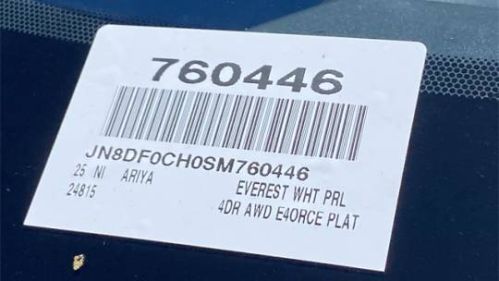 760446
JN8DF0CH0SM760446
25 NI ARIYA EVEREST WHT PRL
24815 4DR AWD E4ORCE PLAT